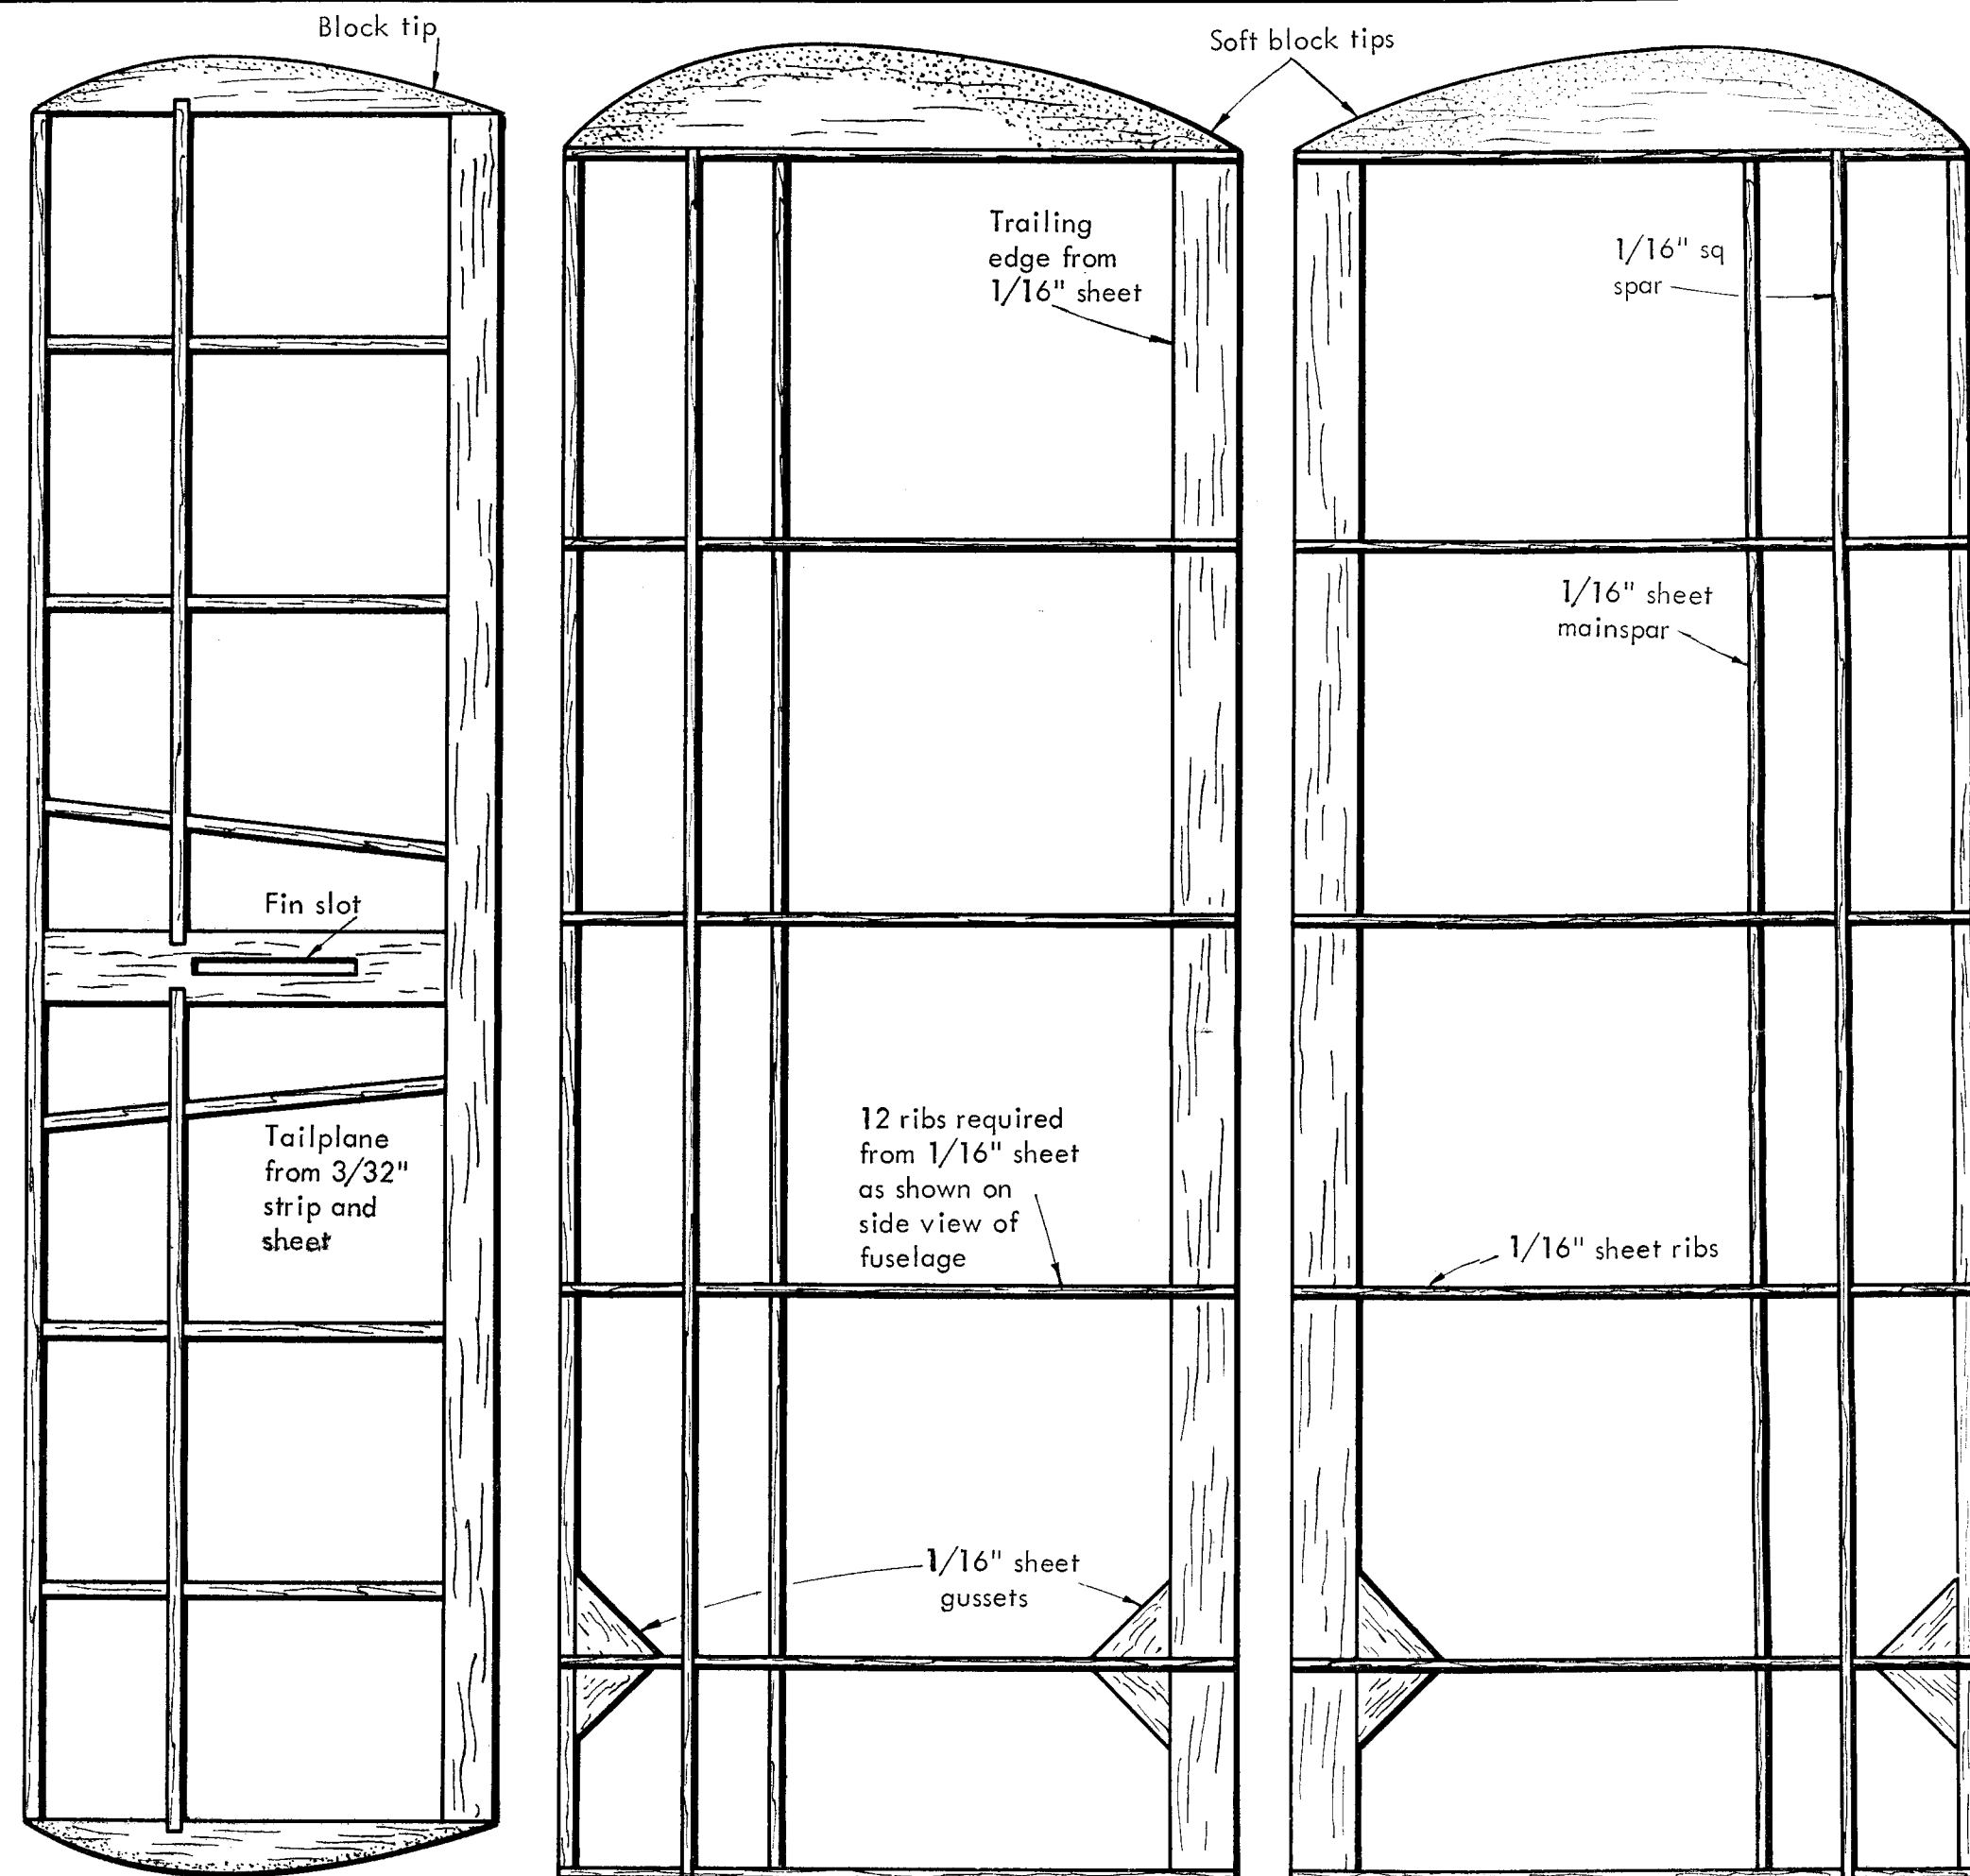 Block tip
Soft block tips
Trailing
edge from
1/16" sheet
1/16" sq
spar
1/16" sheet
mainspar
Fin slot
Tailplane
from 3/32"
strip and
sheet
12 ribs required
from 1/16" sheet
as shown on
side view of
fuselage
1/16" sheet ribs
1/16" sheet
gussets